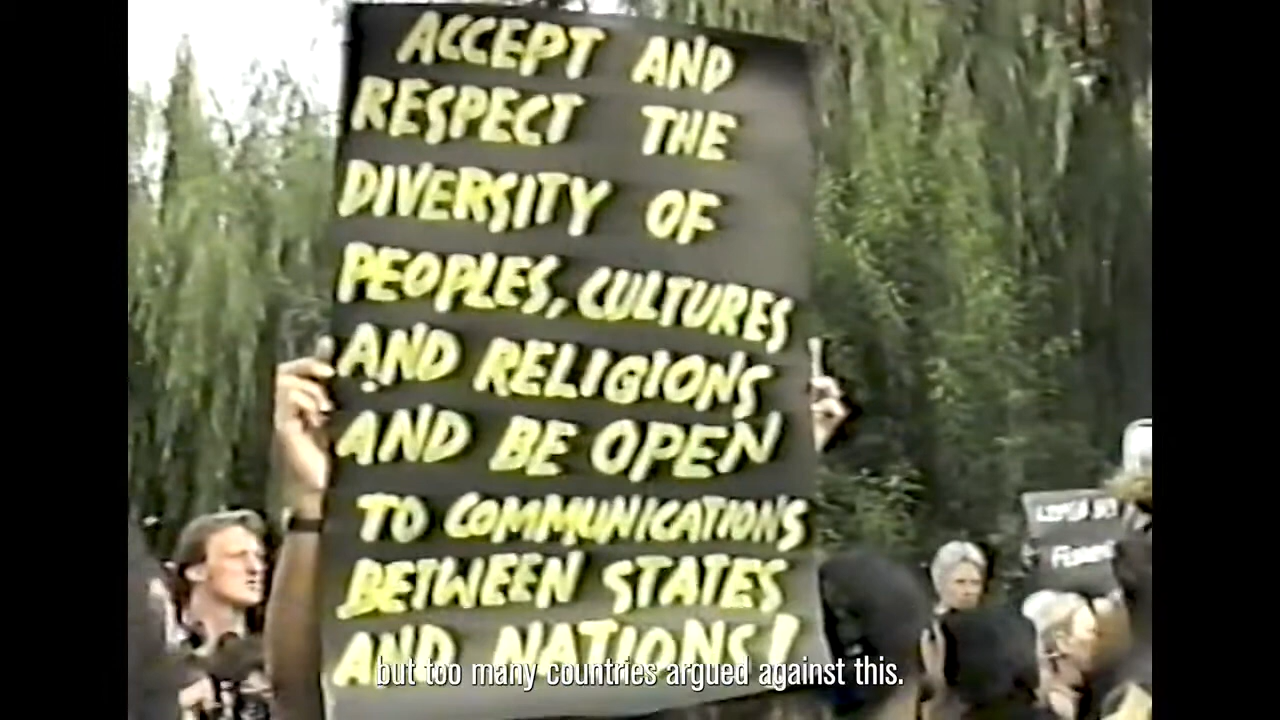 ACCEPT AND
RESPECT THE
DIVERSITY OF
PEOPLES, CULTURES
AND RELIGIONS
AND BE OPEN
TO COMMUNICATIONS
BETWEEN STATES
AND NATIONS!
but too many countries argued against this.